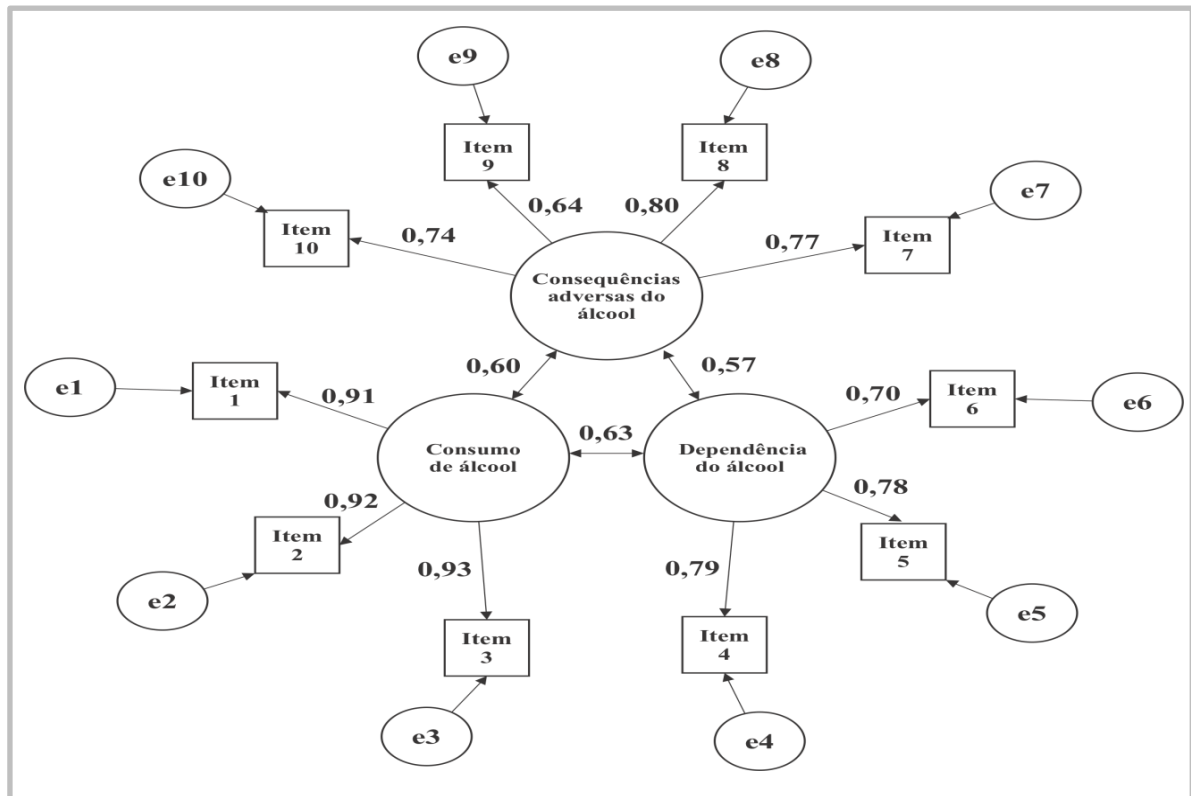 e9
e8
Item
9
Item
8
e10
e7
0,64
0,80
Item
10
0,74
0,77
Item
7
Consequências
adversas do
álcool
e1
Item
1
0,60
0,57
0,91
0,70
Item
6
e6
0,63
Consumo
de álcool
Dependência
do álcool
0,92
0,78
Item
2
Item
5
0,93
0,79
e2
e5
Item
3
Item
4
e3
e4